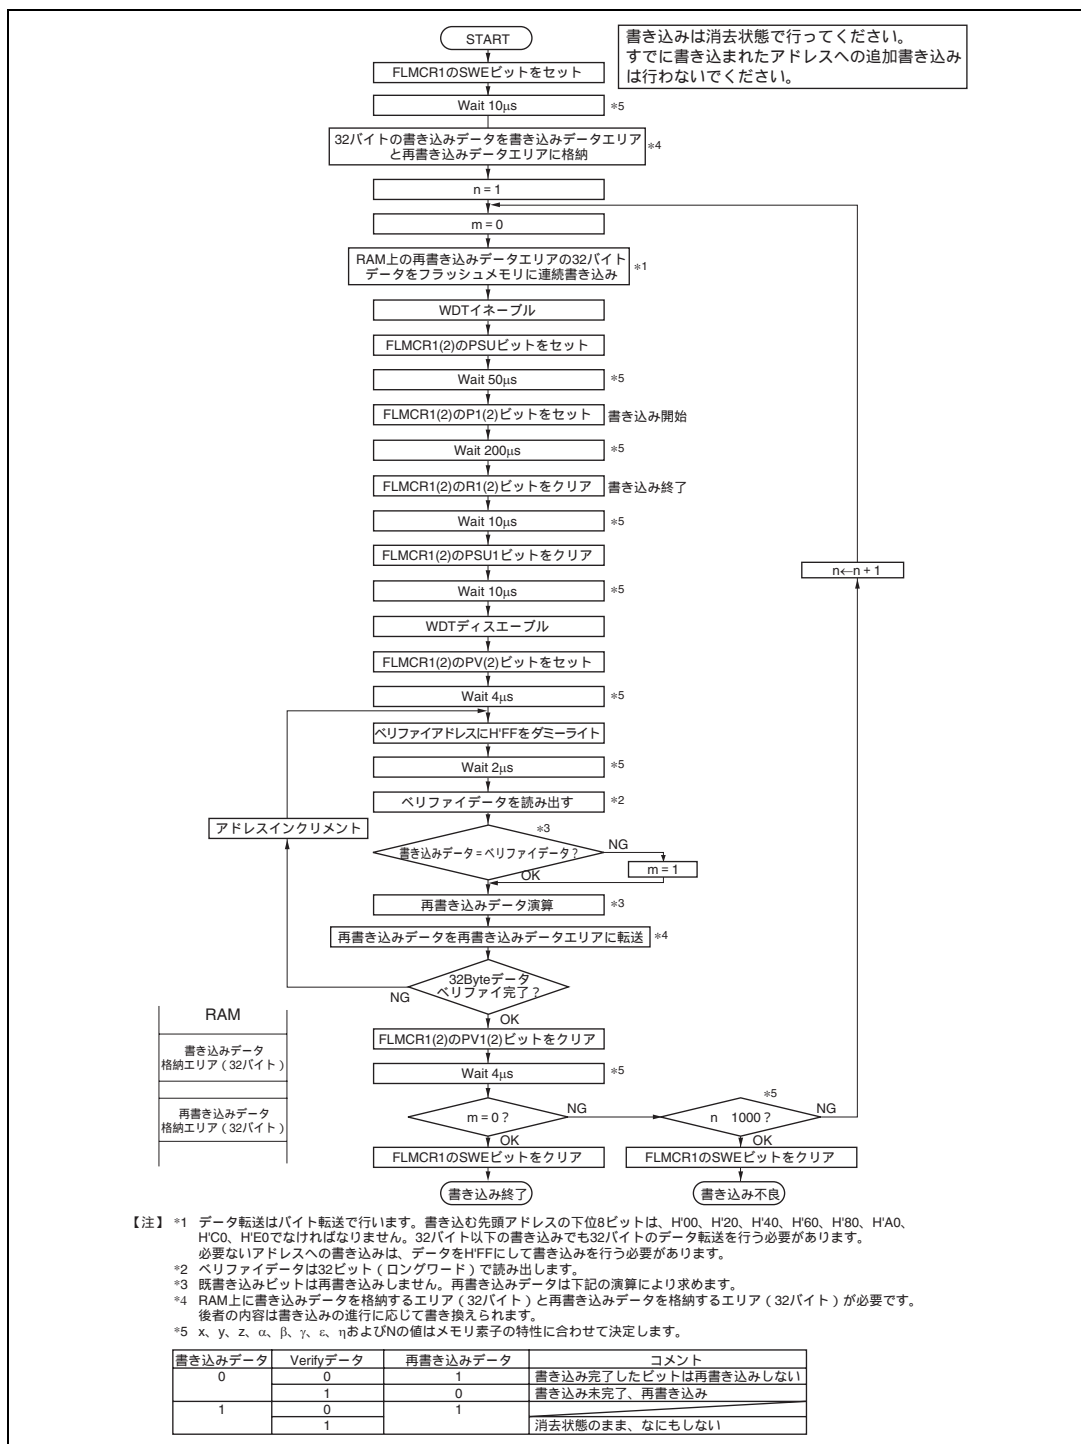 START
書き込みは消去状態で行ってください。
すでに書き込まれたアドレスへの追加書き込み
は行わないでください。
FLMCR1のSWEビットをセット
Wait 10μs *5
32バイトの書き込みデータを書き込みデータエリア
と再書き込みデータエリアに格納 *4
n = 1
m = 0
RAM上の再書き込みデータエリアの32バイト
データをフラッシュメモリに連続書き込み *1
WDTイネーブル
FLMCR1(2)のPSUビットをセット
Wait 50μs *5
FLMCR1(2)のP1(2)ビットをセット 書き込み開始
Wait 200μs *5
FLMCR1(2)のR1(2)ビットをクリア 書き込み終了
Wait 10μs *5
FLMCR1(2)のPSU1ビットをクリア
n←n + 1
Wait 10μs *5
WDTディスエーブル
FLMCR1(2)のPV(2)ビットをセット
Wait 4μs *5
ベリファイアドレスにH'FFをダミーライト
Wait 2μs *5
ベリファイデータを読み出す *2
アドレスインクリメント
*3
書き込みデータ = ベリファイデータ?
NG
m = 1
OK
再書き込みデータ演算 *3
再書き込みデータを再書き込みデータエリアに転送 *4
32Byteデータ
ベリファイ完了?
NG
OK
RAM
書き込みデータ
格納エリア(32バイト)
再書き込みデータ
格納エリア(32バイト)
FLMCR1(2)のPV1(2)ビットをクリア
Wait 4μs *5
*5
m = 0 ?
NG
n 1000 ?
NG
OK
OK
FLMCR1のSWEビットをクリア
FLMCR1のSWEビットをクリア
書き込み終了
書き込み不良
【注】 *1 データ転送はバイト転送で行います。書き込む先頭アドレスの下位8ビットは、H'00、H'20、H'40、H'60、H'80、H'A0、
H'C0、H'E0でなければなりません。32バイト以下の書き込みでも32バイトのデータ転送を行う必要があります。
必要ないアドレスへの書き込みは、データをH'FFにして書き込みを行う必要があります。
*2 ベリファイデータは32ビット(ロングワード)で読み出します。
*3 既書き込みビットは再書き込みしません。再書き込みデータは下記の演算により求めます。
*4 RAM上に書き込みデータを格納するエリア(32バイト)と再書き込みデータを格納するエリア(32バイト)が必要です。
後者の内容は書き込みの進行に応じて書き換えられます。
*5 x、y、z、α、β、γ、ε、ηおよびNの値はメモリ素子の特性に合わせて決定します。
書き込みデータ Verifyデータ 再書き込みデータ コメント
0 0 1 書き込み完了したビットは再書き込みしない
1 0 書き込み未完了、再書き込み
1 0 1
1 消去状態のまま、なにもしない